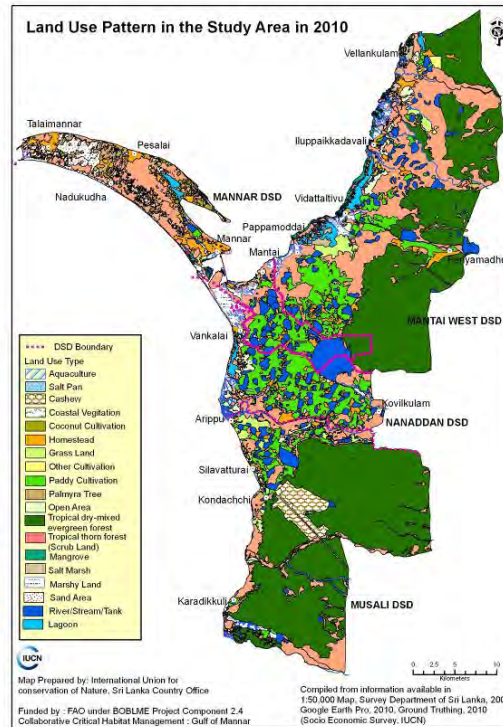 Land Use Pattern in the Study Area in 2010
Vellankulam
Talaimannar
Pesalai
Iluppaikkadavai
Nadukudha
MANNAR DSD
Vidattaltivu
Pappamoddai
Mannar
Mantai
Periyamadhu
MANTAI WEST DSD
Vankalai
Kovilkulam
Arippu
NANADDAN DSD
Silavatturai
Kondachchi
Karadikkuli
MUSALI DSD
DSD Boundary
Land Use Type
Aquaculture
Salt Pan
Cashew
Coastal Vegitation
Coconut Cultivation
Homestead
Grass Land
Other Cultivation
Paddy Cultivation
Palmyra Tree
Open Area
Tropical dry-mixed
evergreen forest
Tropical thorn forest
(Scrub Land)
Mangrove
Salt Marsh
Marshy Land
Sand Area
River/Stream/Tank
Lagoon
IUCN
Map Prepared by: International Union for
conservation of Nature, Sri Lanka Country Office
Funded by : FAO under BOBLME Project Component 2.4
Collaborative Critical Habitat Management : Gulf of Mannar
10 5 0 10
Kilometers
Compiled from information available in
1:50,000 Map, Survey Department of Sri Lanka, 200
Google Earth Pro, 2010, Ground Truthing, 2010
(Socio Economic Survey, IUCN)